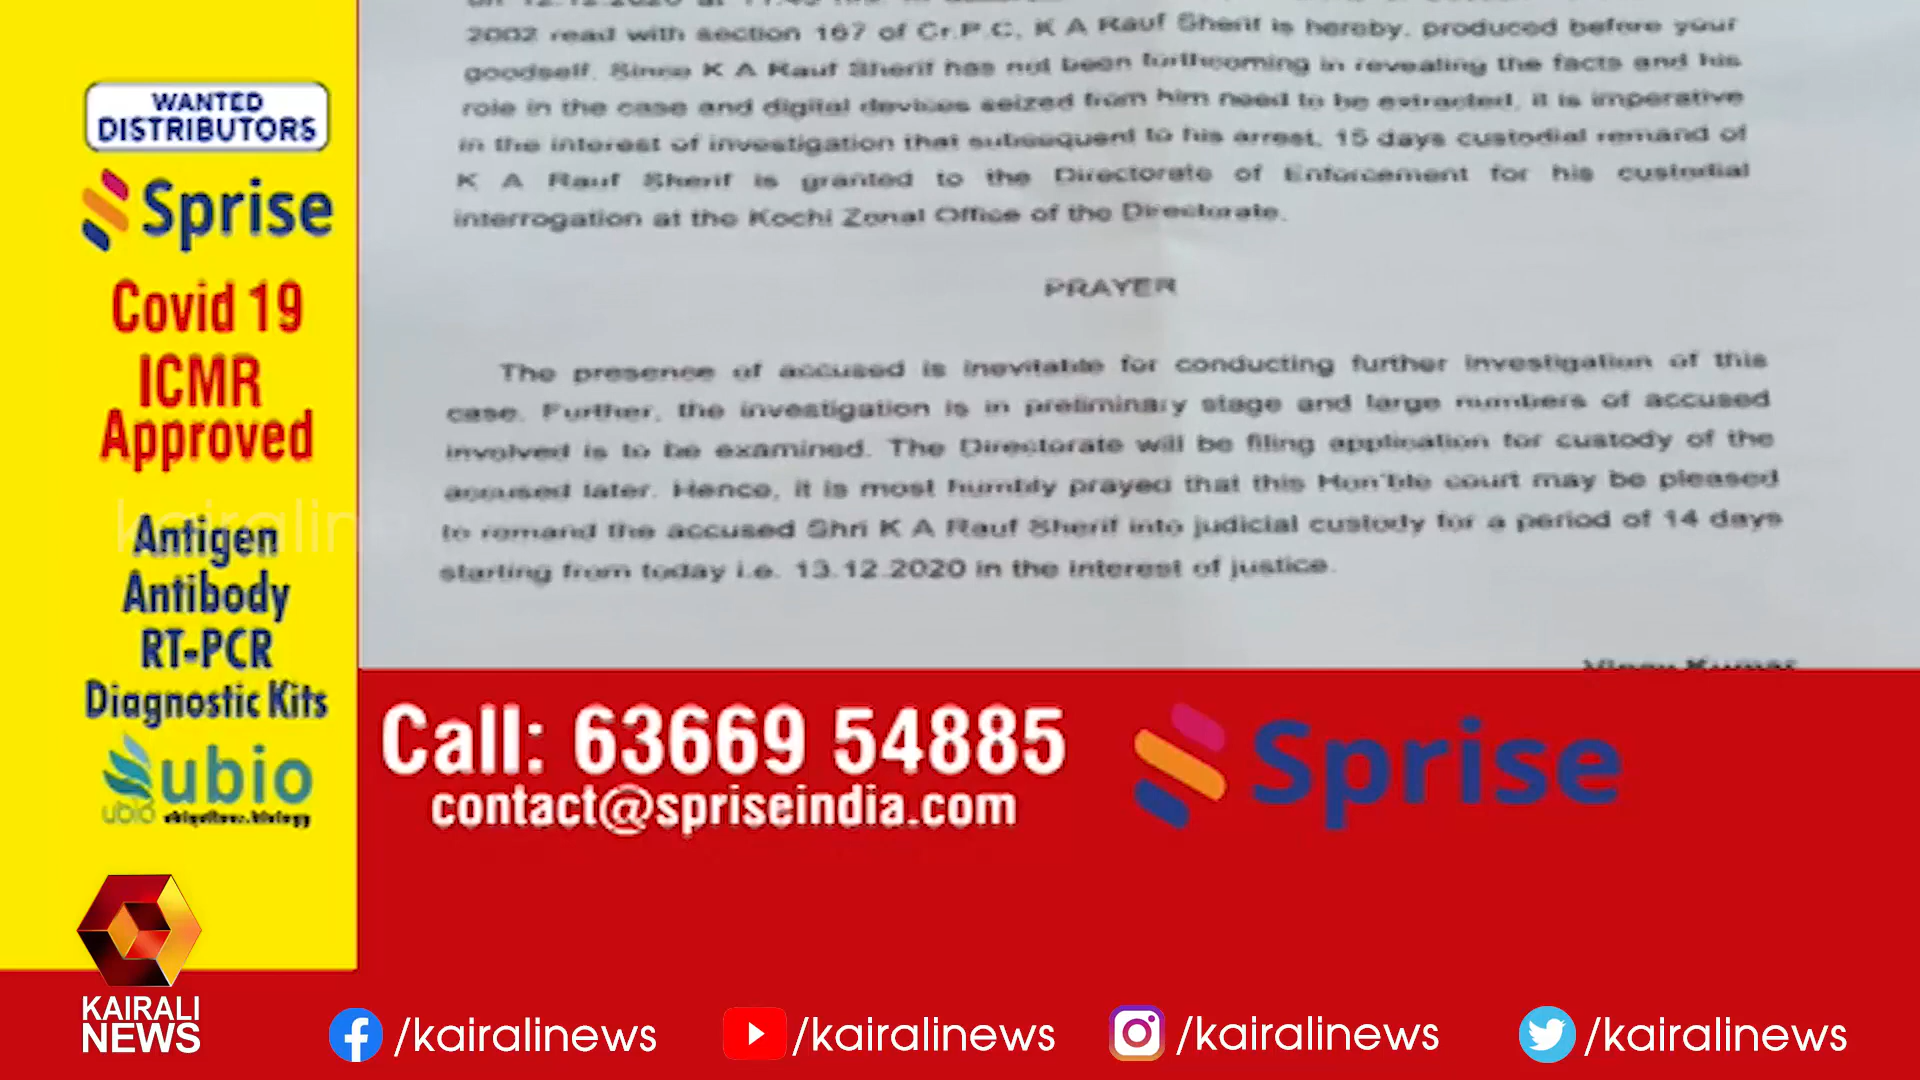 WANTED
DISTRIBUTORS
Sprise
Covid 19
ICMR
Approved
Antigen
Antibody
RT-PCR
Diagnostic Kits
ubio
ubio
kairaline
2002 read with section 167 of Cr.P.C, K A Rauf Sherif is hereby, produced before your
goodself. Since K A Rauf Sherif has not been forthcoming in revealing the facts and his
role in the case and digital devices seized from him need to be extracted, it is imperative
in the interest of investigation that subsequent to his arrest, 15 days custodial remand of
K A Rauf Sherif is granted to the Directorate of Enforcement for his custodial
interrogation at the Kochi Zonal Office of the Directorate.
PRAYER
The presence of accused is inevitable for conducting further investigation of this
case. Further, the investigation is in preliminary stage and large numbers of accused
involved is to be examined. The Directorate will be filing application for custody of the
accused later. Hence, it is most humbly prayed that this Hon'ble court may be pleased
to remand the accused Shri K A Rauf Sherif into judicial custody for a period of 14 days
starting from today i.e. 13.12.2020 in the interest of justice.
Call: 63669 54885
contact@spriseindia.com
Sprise
KAIRALI
NEWS
/kairalinews
/kairalinews
/kairalinews
/kairalinews